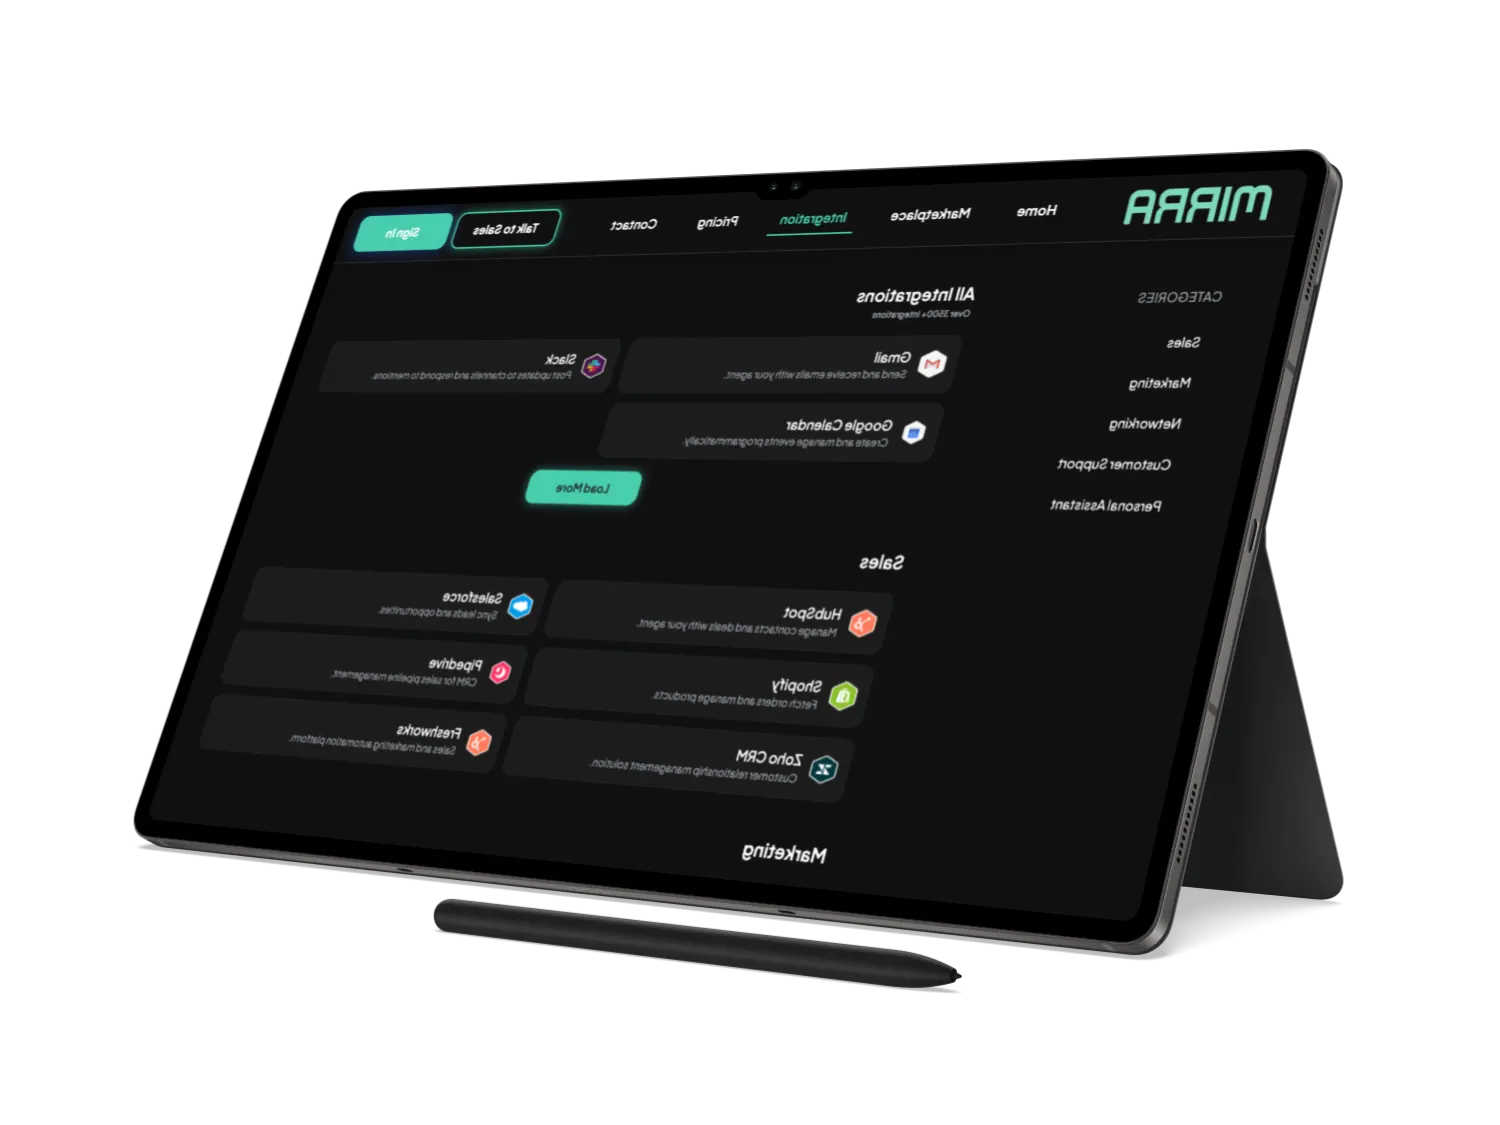 MIRRA
Home
Marketplace
Integration
Pricing
Contact
Talk to Sales
Sign In
CATEGORIES
Sales
Marketing
Networking
Customer Support
Personal Assistant
All Integrations
Over 3500+ Integrations
Gmail
Send and receive emails with your agent.
Slack
Post updates to channels and respond to mentions.
Google Calendar
Create and manage events programmatically.
Load More
Sales
HubSpot
Manage contacts and deals with your agent.
Salesforce
Sync leads and opportunities.
Shopify
Fetch orders and manage products.
Pipedrive
CRM for sales pipeline management.
Zoho CRM
Customer relationship management solution.
Freshworks
Sales and marketing automation platform.
Marketing